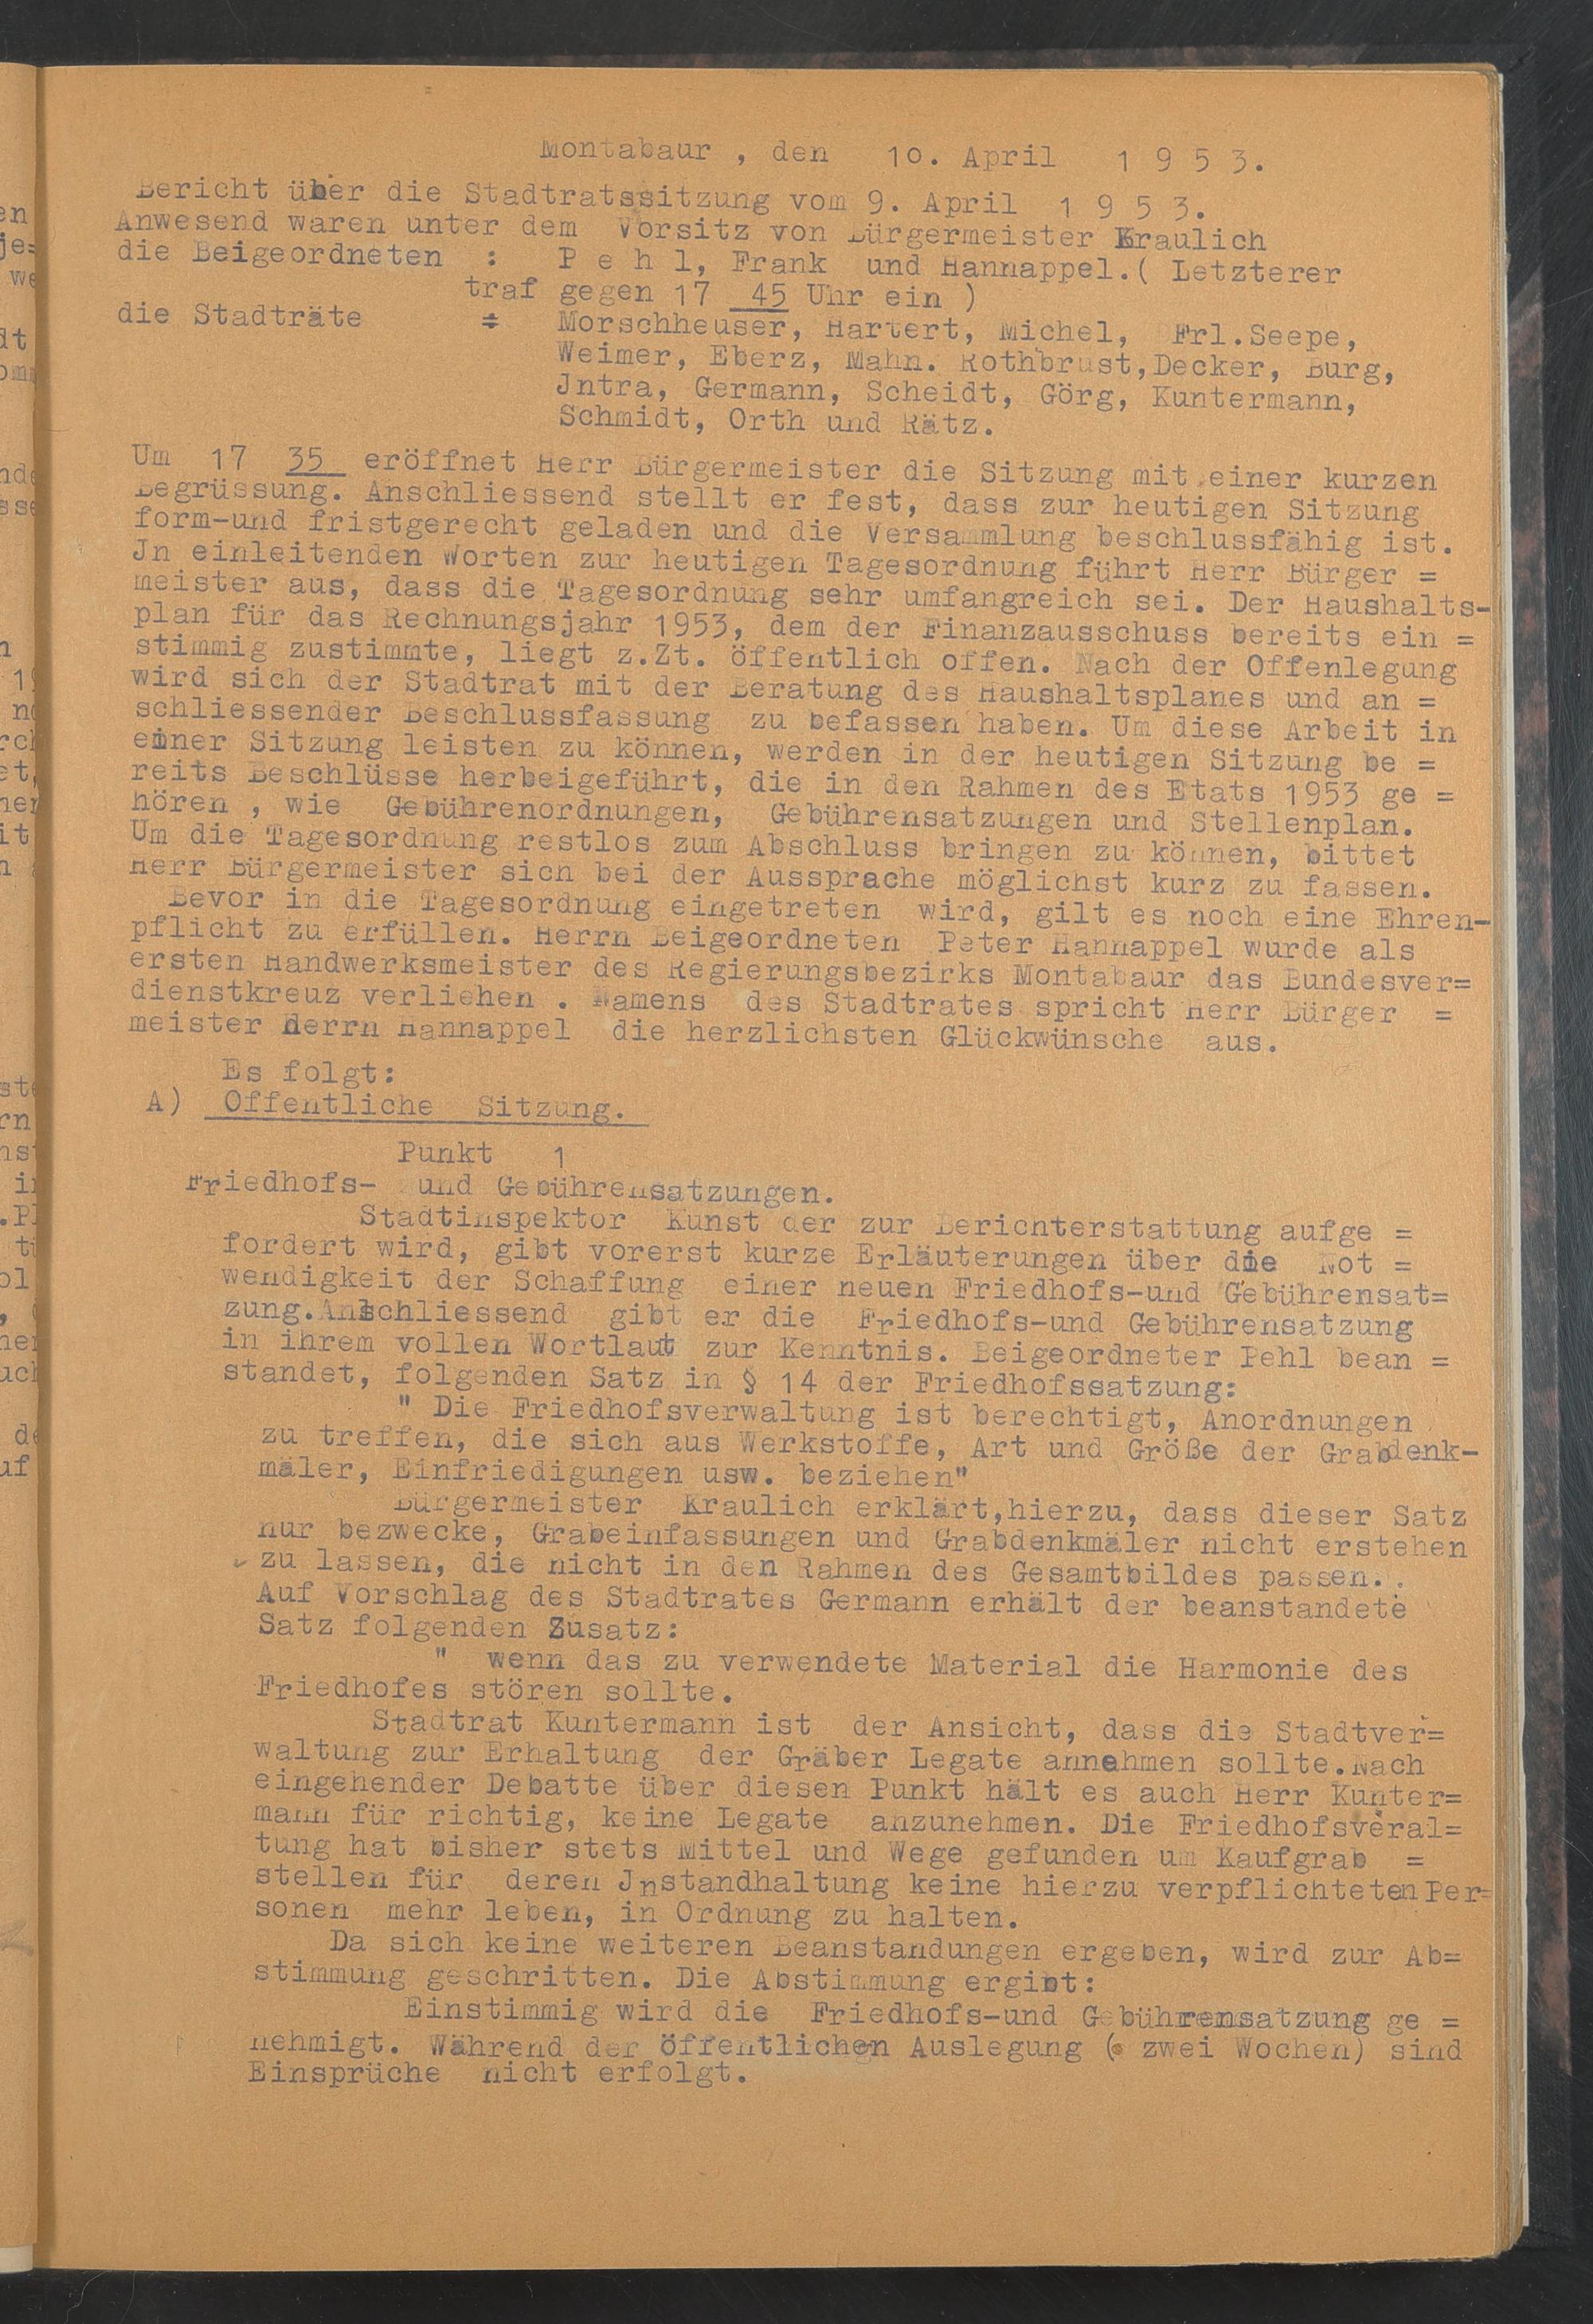 Montabaur , den 10. April 1 9 5 3.
Bericht über die Stadtratssitzung vom 9. April 1 9 5 3.
Anwesend waren unter dem Vorsitz von Bürgermeister Kraulich
die Beigeordneten : P e h l, Frank und Hannappel.( Letzterer
traf gegen 17 45 Uhr ein )
die Stadträte : Morschheuser, Hartert, Michel, Frl.Seepe,
Weimer, Eberz, Mahn. Rothbrust,Decker, Burg,
Jntra, Germann, Scheidt, Görg, Kuntermann,
Schmidt, Orth und Rätz.
Um 17 35 eröffnet Herr Bürgermeister die Sitzung mit einer kurzen
Begrüssung. Anschliessend stellt er fest, dass zur heutigen Sitzung
form-und fristgerecht geladen und die Versammlung beschlussfähig ist.
Jn einleitenden Worten zur heutigen Tagesordnung führt Herr Bürger =
meister aus, dass die Tagesordnung sehr umfangreich sei. Der Haushalts-
plan für das Rechnungsjahr 1953, dem der Finanzausschuss bereits ein =
stimmig zustimmte, liegt z.Zt. öffentlich offen. Nach der Offenlegung
wird sich der Stadtrat mit der Beratung des Haushaltsplanes und an =
schliessender Beschlussfassung zu befassen haben. Um diese Arbeit in
einer Sitzung leisten zu können, werden in der heutigen Sitzung be =
reits Beschlüsse herbeigeführt, die in den Rahmen des Etats 1953 ge =
hören , wie Gebührenordnungen, Gebührensatzungen und Stellenplan.
Um die Tagesordnung restlos zum Abschluss bringen zu können, bittet
Herr Bürgermeister sich bei der Aussprache möglichst kurz zu fassen.
Bevor in die Tagesordnung eingetreten wird, gilt es noch eine Ehren-
pflicht zu erfüllen. Herrn Beigeordneten Peter Hannappel wurde als
ersten Handwerksmeister des Regierungsbezirks Montabaur das Bundesver=
dienstkreuz verliehen . Namens des Stadtrates spricht Herr Bürger =
meister Herrn Hannappel die herzlichsten Glückwünsche aus.
Es folgt:
A) Offentliche Sitzung.
Punkt 1
Friedhofs- und Gebührensatzungen.
Stadtinspektor Kunst der zur Berichterstattung aufge =
fordert wird, gibt vorerst kurze Erläuterungen über die Not =
wendigkeit der Schaffung einer neuen Friedhofs-und Gebührensat=
zung.Anschliessend gibt er die Friedhofs-und Gebührensatzung
in ihrem vollen Wortlaut zur Kenntnis. Beigeordneter Pehl bean =
standet, folgenden Satz in § 14 der Friedhofssatzung:
" Die Friedhofsverwaltung ist berechtigt, Anordnungen
zu treffen, die sich aus Werkstoffe, Art und Größe der Grabdenk-
mäler, Einfriedigungen usw. beziehen"
Bürgermeister Kraulich erklärt,hierzu, dass dieser Satz
nur bezwecke, Grabeinfassungen und Grabdenkmäler nicht erstehen
zu lassen, die nicht in den Rahmen des Gesamtbildes passen.
Auf Vorschlag des Stadtrates Germann erhält der beanstandete
Satz folgenden Zusatz:
" wenn das zu verwendete Material die Harmonie des
Friedhofes stören sollte.
Stadtrat Kuntermann ist der Ansicht, dass die Stadtver=
waltung zur Erhaltung der Gräber Legate annehmen sollte.Nach
eingehender Debatte über diesen Punkt hält es auch Herr Kunter=
mann für richtig, keine Legate anzunehmen. Die Friedhofsveral=
tung hat bisher stets Mittel und Wege gefunden um Kaufgrab =
stellen für deren Jnstandhaltung keine hierzu verpflichteten Per=
sonen mehr leben, in Ordnung zu halten.
Da sich keine weiteren Beanstandungen ergeben, wird zur Ab=
stimmung geschritten. Die Abstimmung ergibt:
Einstimmig wird die Friedhofs-und Gebührensatzung ge =
nehmigt. Während der öffentlichen Auslegung ( zwei Wochen) sind
Einsprüche nicht erfolgt.